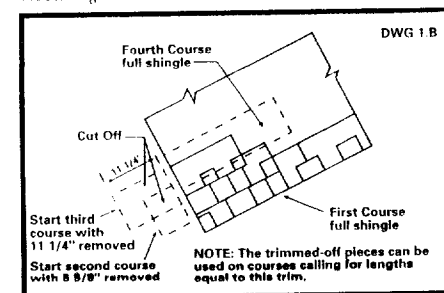 DWG 1.B
Fourth Course
full shingle
Cut Off
11 1/4"
Start third
course with
11 1/4" removed
Start second course
with 5 5/8" removed
First Course
full shingle
NOTE: The trimmed-off pieces can be
used on courses calling for lengths
equal to this trim.